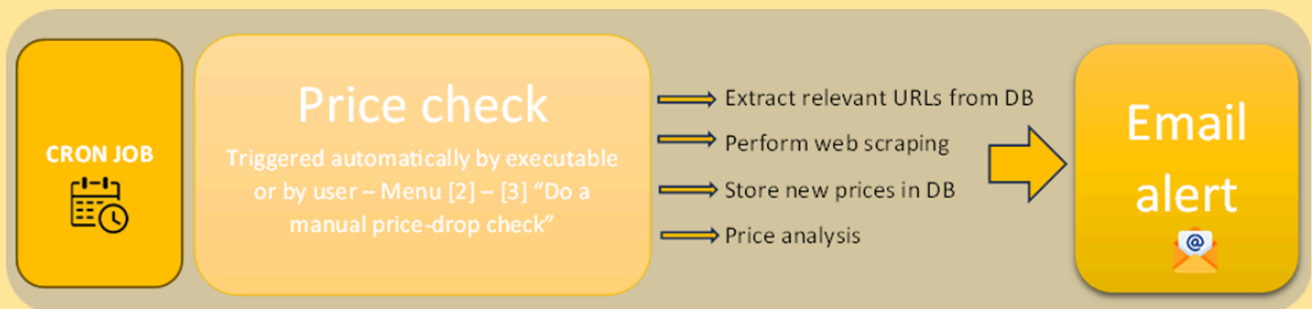 CRON JOB
Price check
Triggered automatically by executable
or by user – Menu [2] – [3] “Do a
manual price-drop check”
Extract relevant URLs from DB
Perform web scraping
Store new prices in DB
Price analysis
Email
alert
@